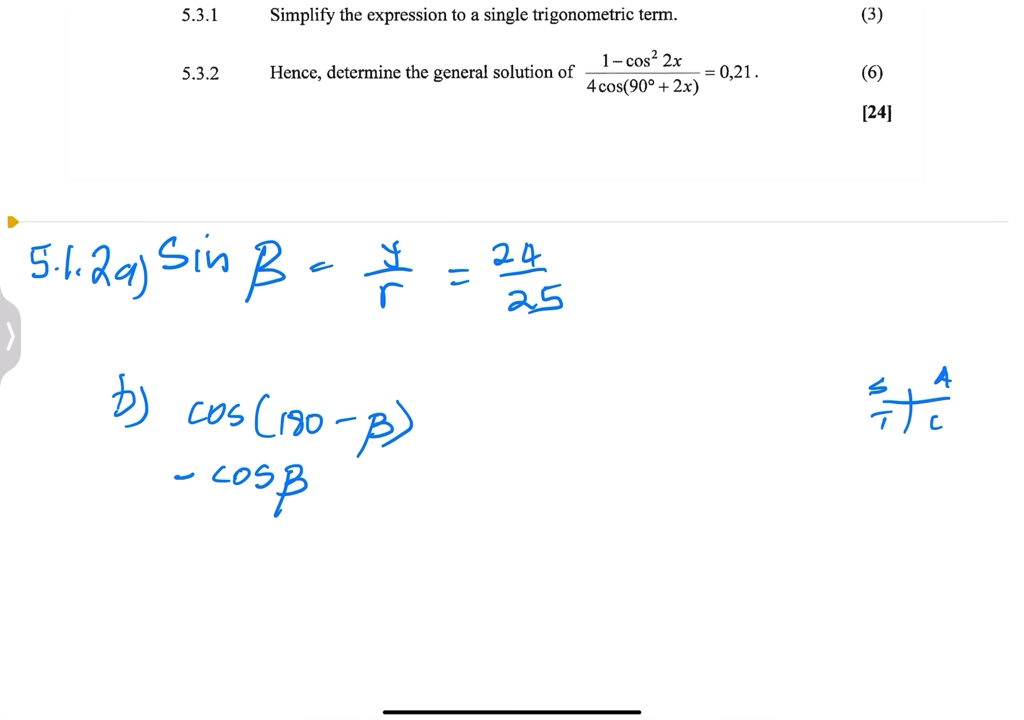 5.3.1 Simplify the expression to a single trigonometric term. (3)
5.3.2 Hence, determine the general solution of (1 – cos² 2x)/(4 cos(90° + 2x)) = 0,21. (6)
[24]
5.1.2a) Sin β = y/r = 24/25
b) cos(180 – β)
– cosβ
S A
T C